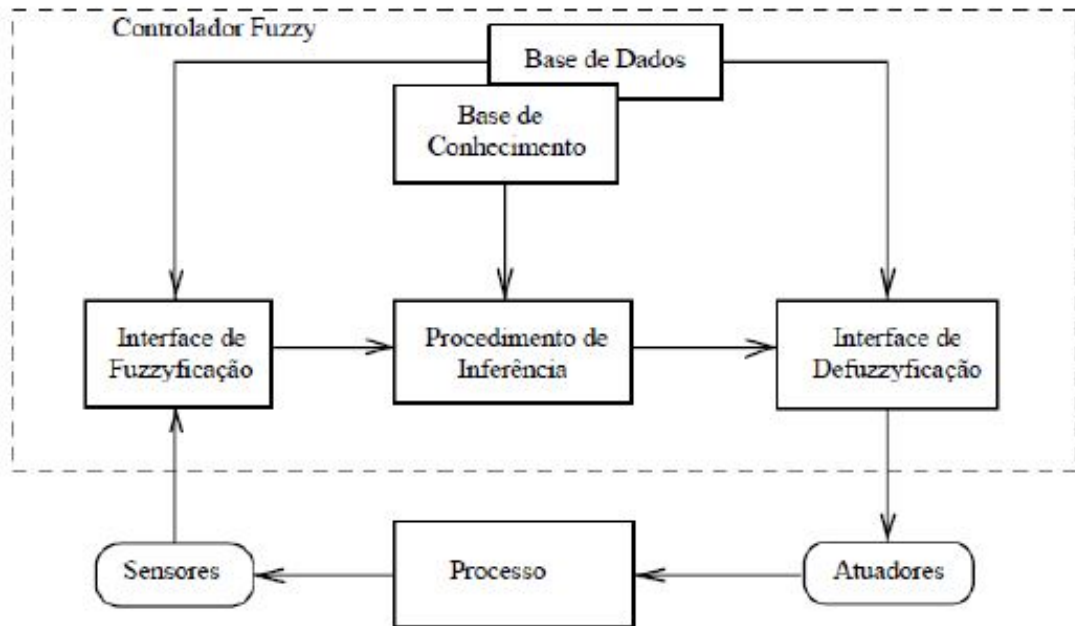 Controlador Fuzzy
Base de Dados
Base de
Conhecimento
Interface de
Fuzzyficação
Procedimento de
Inferência
Interface de
Defuzzyficação
Sensores
Processo
Atuadores